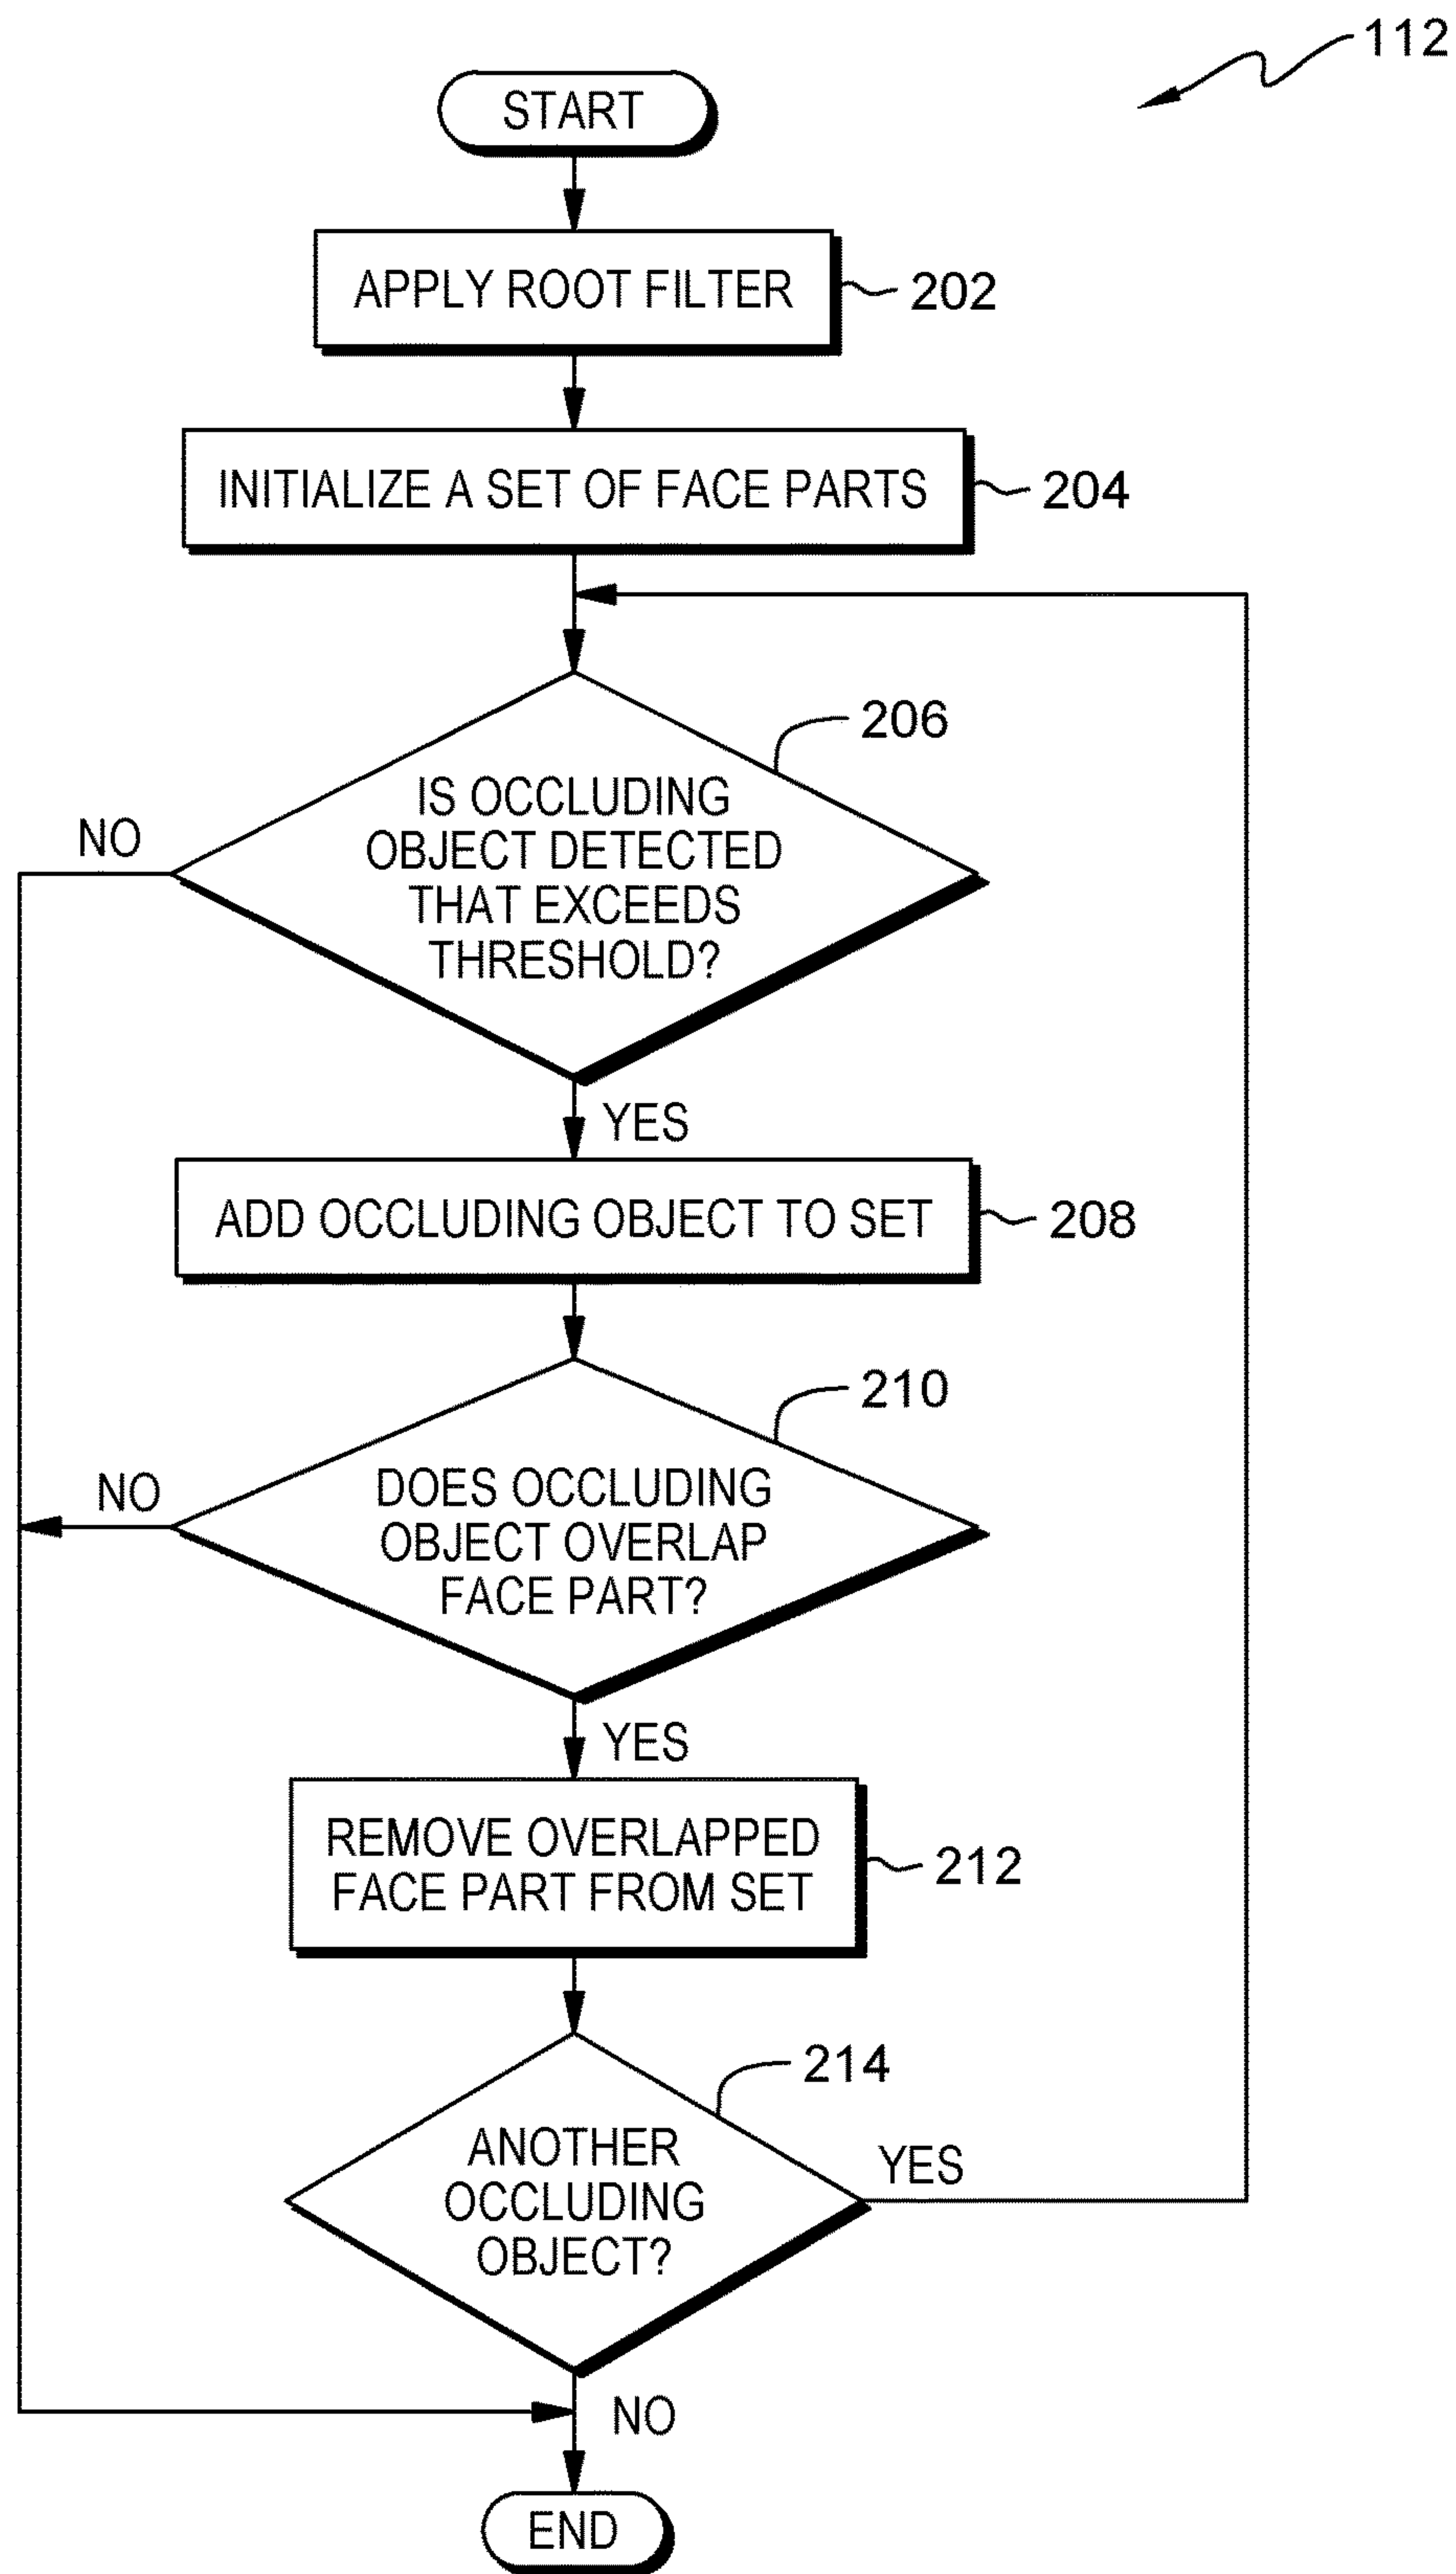 112
START
APPLY ROOT FILTER
202
INITIALIZE A SET OF FACE PARTS
204
206
IS OCCLUDING
OBJECT DETECTED
THAT EXCEEDS
THRESHOLD?
NO
YES
ADD OCCLUDING OBJECT TO SET
208
210
DOES OCCLUDING
OBJECT OVERLAP
FACE PART?
NO
YES
REMOVE OVERLAPPED
FACE PART FROM SET
212
214
ANOTHER
OCCLUDING
OBJECT?
YES
NO
END